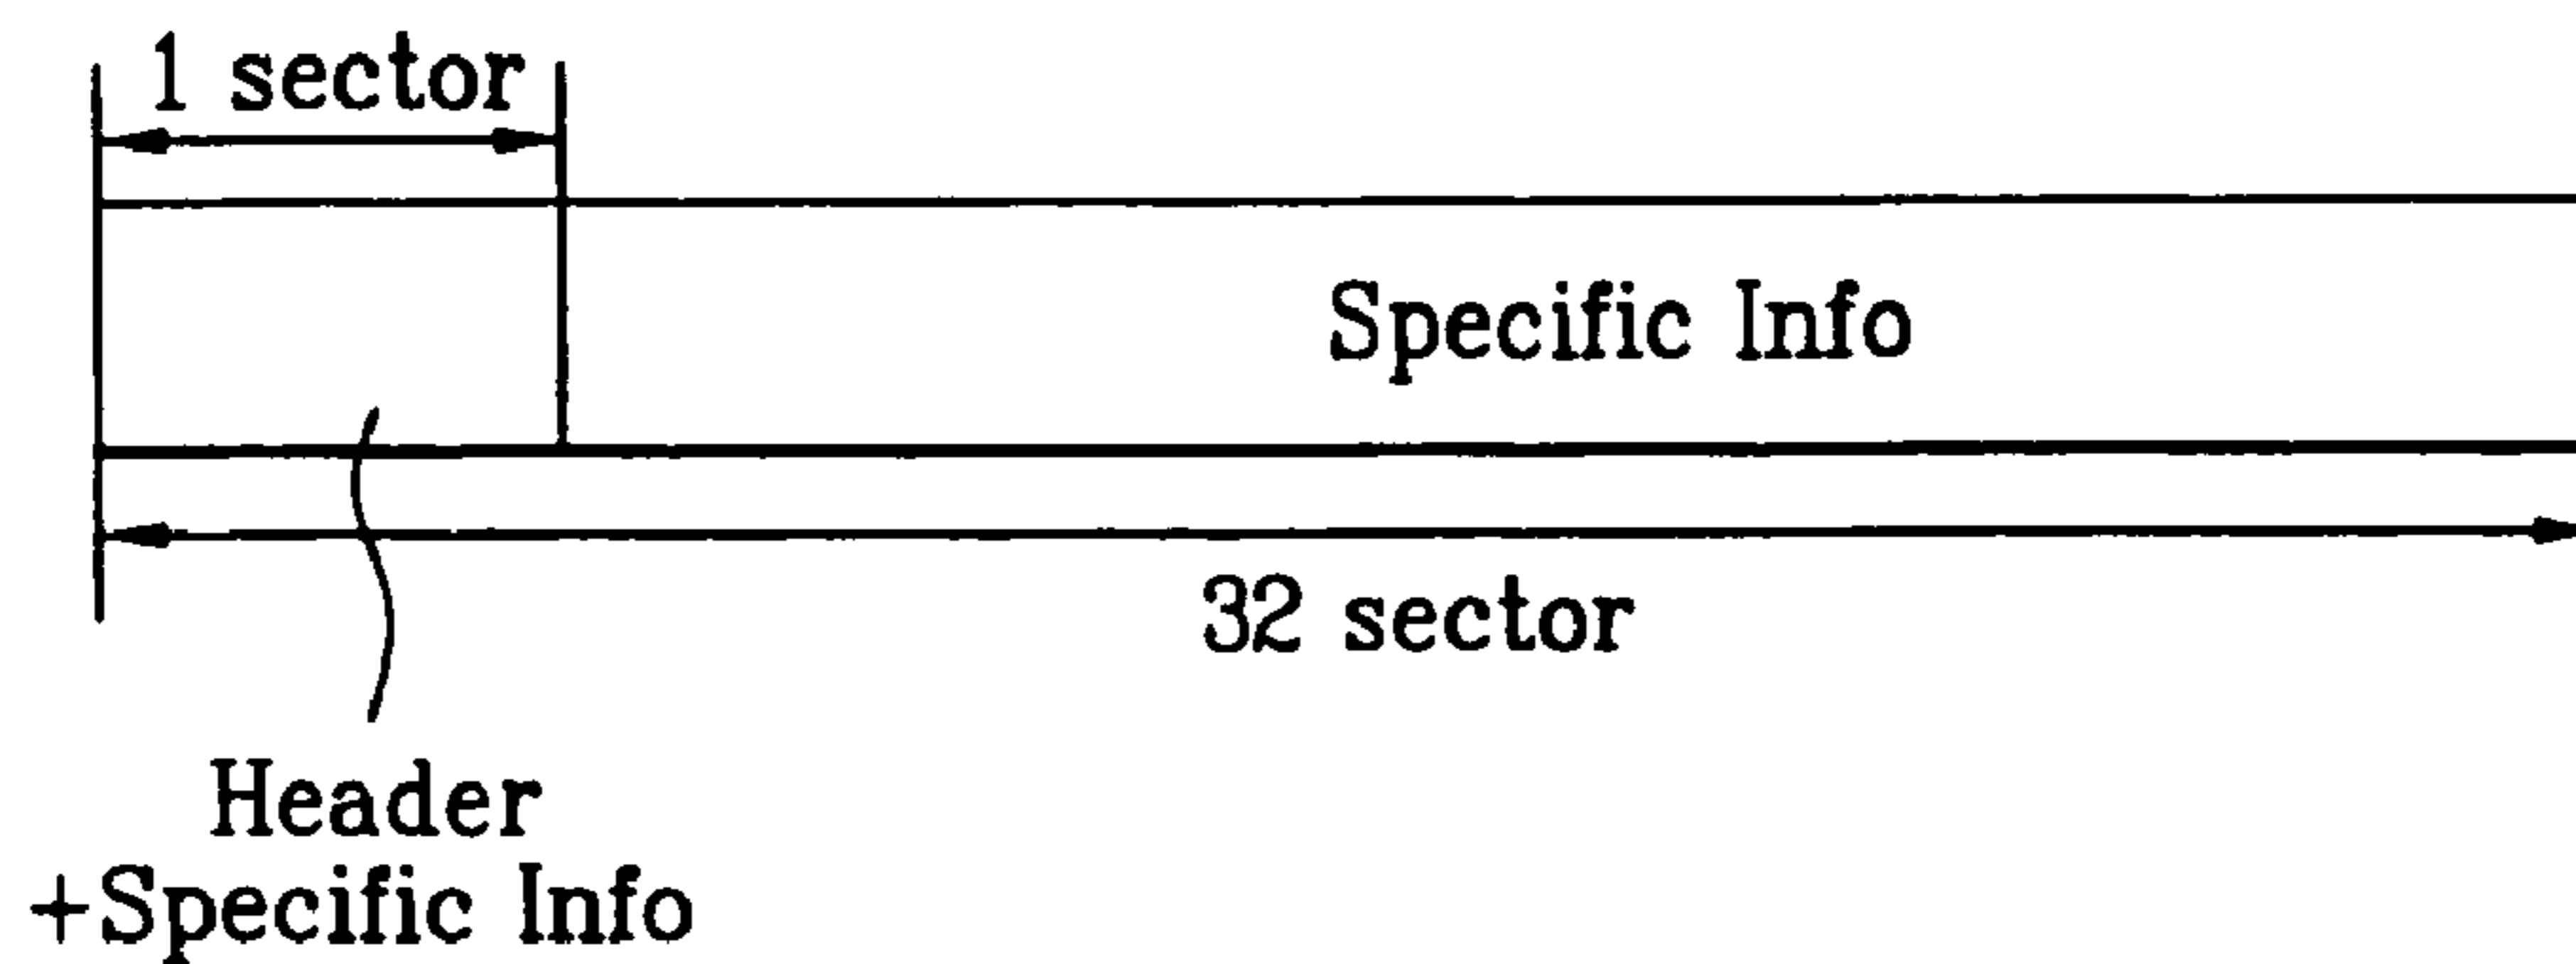 1 sector
Specific Info
32 sector
Header
+Specific Info